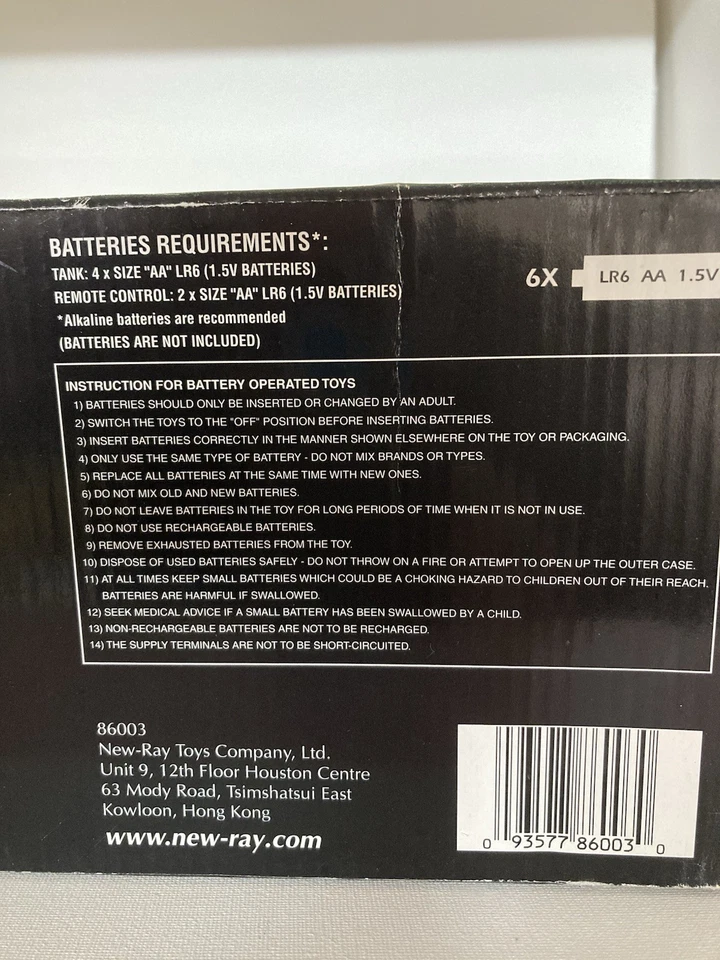 BATTERIES REQUIREMENTS*:
TANK: 4 x SIZE "AA" LR6 (1.5V BATTERIES)
REMOTE CONTROL: 2 x SIZE "AA" LR6 (1.5V BATTERIES)
*Alkaline batteries are recommended
(BATTERIES ARE NOT INCLUDED)
6X LR6 AA 1.5V
INSTRUCTION FOR BATTERY OPERATED TOYS
1) BATTERIES SHOULD ONLY BE INSERTED OR CHANGED BY AN ADULT.
2) SWITCH THE TOYS TO THE "OFF" POSITION BEFORE INSERTING BATTERIES.
3) INSERT BATTERIES CORRECTLY IN THE MANNER SHOWN ELSEWHERE ON THE TOY OR PACKAGING.
4) ONLY USE THE SAME TYPE OF BATTERY - DO NOT MIX BRANDS OR TYPES.
5) REPLACE ALL BATTERIES AT THE SAME TIME WITH NEW ONES.
6) DO NOT MIX OLD AND NEW BATTERIES.
7) DO NOT LEAVE BATTERIES IN THE TOY FOR LONG PERIODS OF TIME WHEN IT IS NOT IN USE.
8) DO NOT USE RECHARGEABLE BATTERIES.
9) REMOVE EXHAUSTED BATTERIES FROM THE TOY.
10) DISPOSE OF USED BATTERIES SAFELY - DO NOT THROW ON A FIRE OR ATTEMPT TO OPEN UP THE OUTER CASE.
11) AT ALL TIMES KEEP SMALL BATTERIES WHICH COULD BE A CHOKING HAZARD TO CHILDREN OUT OF THEIR REACH.
BATTERIES ARE HARMFUL IF SWALLOWED.
12) SEEK MEDICAL ADVICE IF A SMALL BATTERY HAS BEEN SWALLOWED BY A CHILD.
13) NON-RECHARGEABLE BATTERIES ARE NOT TO BE RECHARGED.
14) THE SUPPLY TERMINALS ARE NOT TO BE SHORT-CIRCUITED.
86003
New-Ray Toys Company, Ltd.
Unit 9, 12th Floor Houston Centre
63 Mody Road, Tsimshatsui East
Kowloon, Hong Kong
www.new-ray.com
0 93577 86003 0